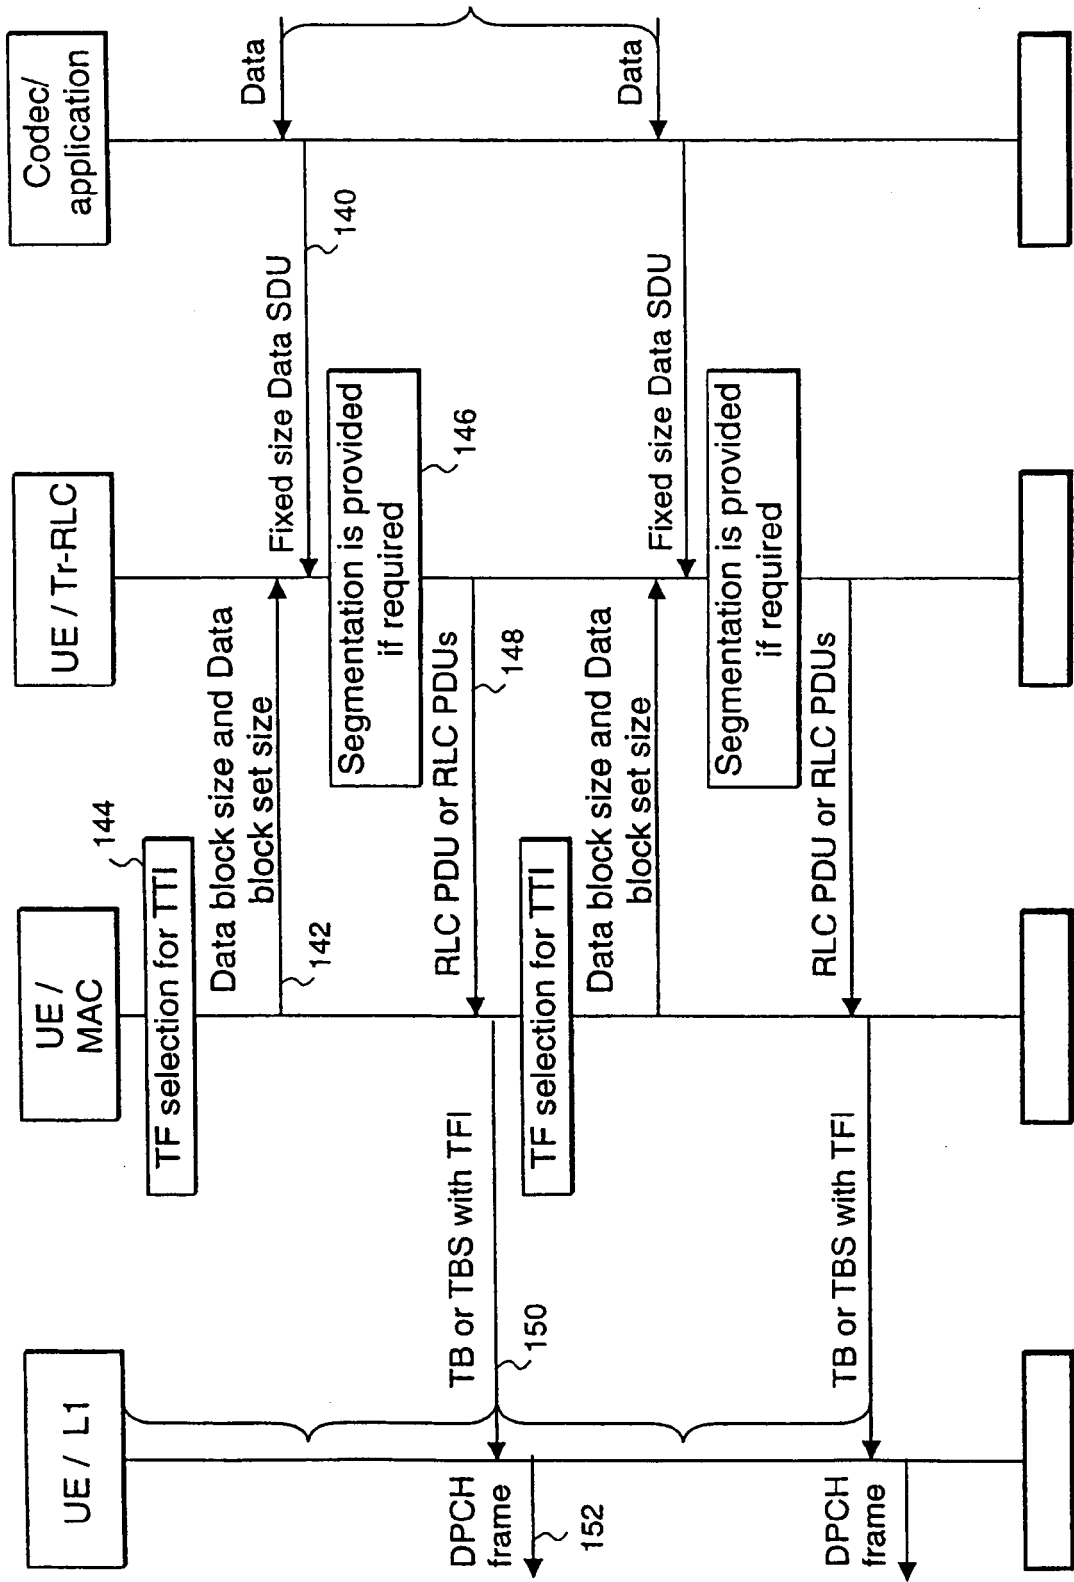 UE / L1
UE /
MAC
UE / Tr-RLC
Codec/
application
TF selection for TTI
144
Data block size and Data
block set size
142
Data
Fixed size Data SDU
140
Segmentation is provided
if required
146
RLC PDU or RLC PDUs
148
TB or TBS with TFI
150
DPCH
frame
152
TF selection for TTI
Data block size and Data
block set size
Data
Fixed size Data SDU
Segmentation is provided
if required
RLC PDU or RLC PDUs
TB or TBS with TFI
DPCH
frame